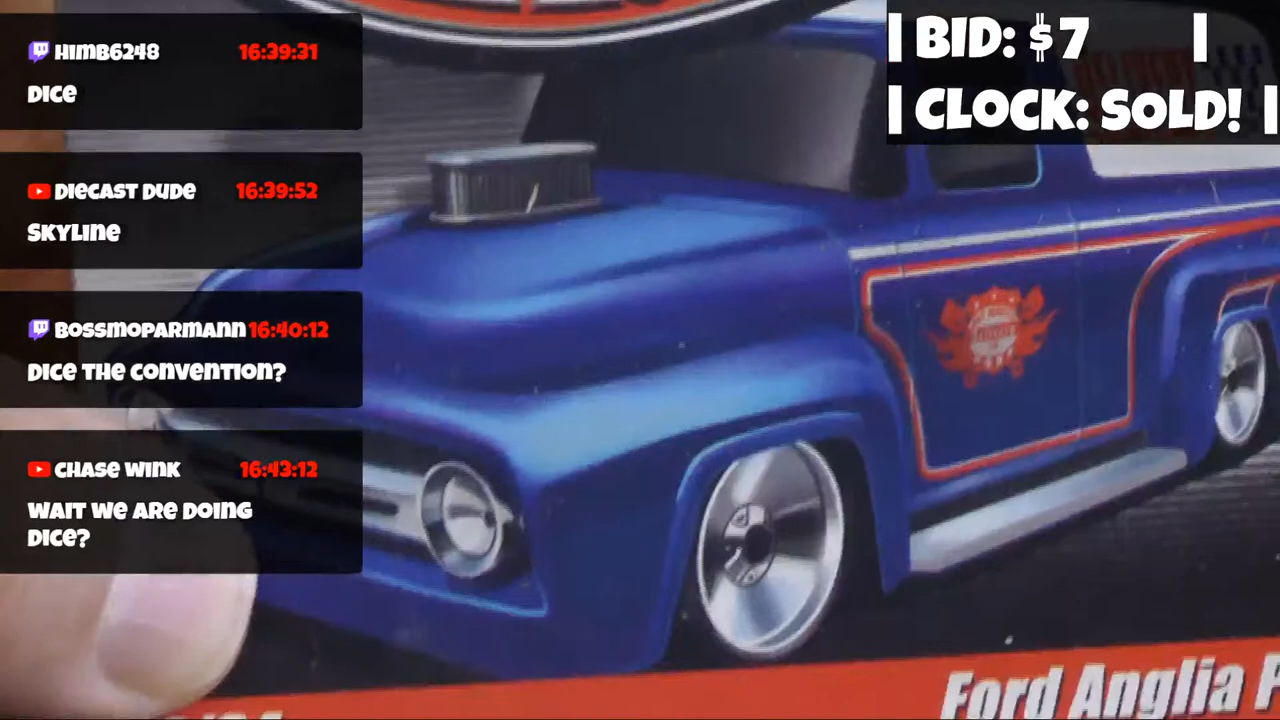 HIMB6248 16:39:31
DICE
DIECAST DUDE 16:39:52
SKYLINE
BOSSMOPARMANN 16:40:12
DICE THE CONVENTION?
CHASE WINK 16:43:12
WAIT WE ARE DOING
DICE?
| BID: $7 |
| CLOCK: SOLD! |
Ford Anglia P